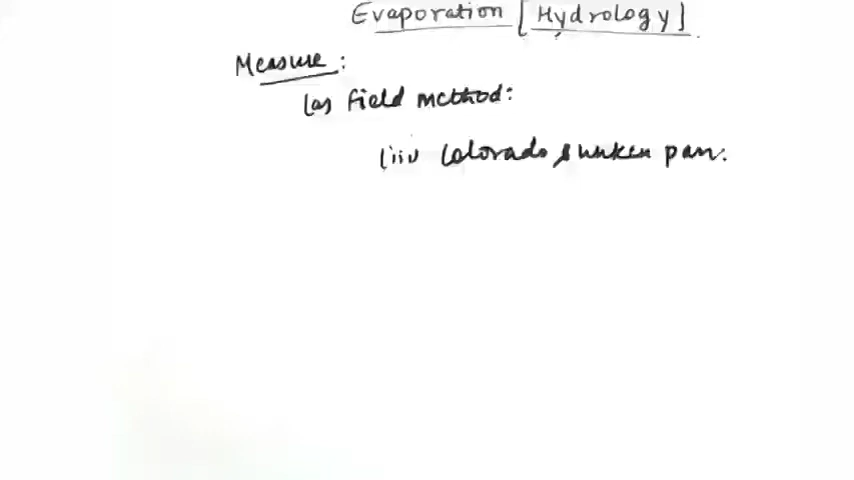 Evaporation [Hydrology]
Measure:
(a) field method:
(iii) Colorado sunken pan: